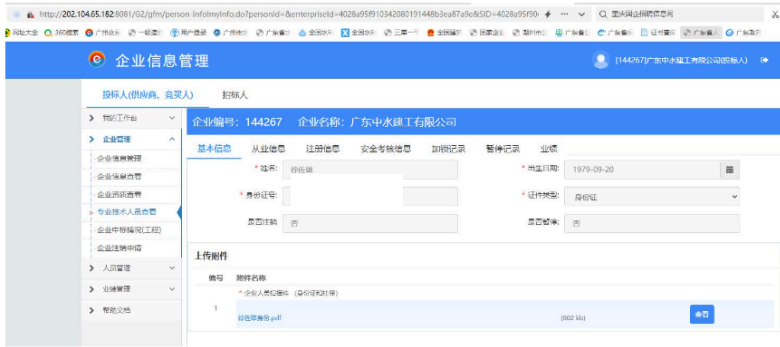 http://202.104.65.182:8081/G2/gfm/person-infolmyInfo.do?personId=&enterpriseId=4028a95f910342080191448b3ea87a9e&SID=4028a95f90-
企业信息管理
[144267]广东中水建工有限公司(投标人)
投标人(供应商、竞买人) 招标人
我的工作台
企业管理
企业信息管理
企业信息查看
企业资质查看
专业技术人员查看
企业中标情况(工程)
企业注销申请
人员管理
业绩管理
帮助文档
企业编号: 144267 企业名称: 广东中水建工有限公司
基本信息 从业信息 注册信息 安全考核信息 加锁记录 暂停记录 业绩
* 姓名: * 出生日期: 1979-09-20
* 身份证号: * 证件类型: 身份证
是否注销: 否 是否暂停: 否
上传附件
编号 附件名称
* 企业人员扫描件 (身份证和社保)
1
(602 kb) 查看